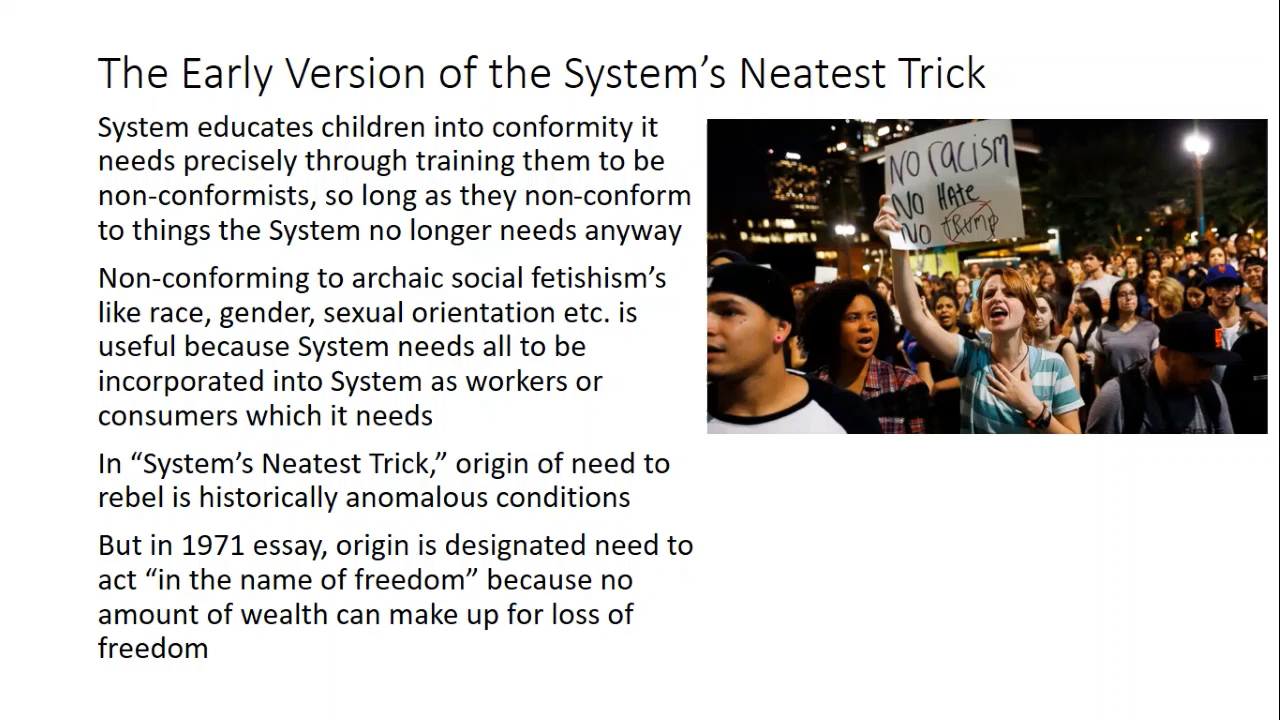 The Early Version of the System’s Neatest Trick
System educates children into conformity it
needs precisely through training them to be
non-conformists, so long as they non-conform
to things the System no longer needs anyway
Non-conforming to archaic social fetishism’s
like race, gender, sexual orientation etc. is
useful because System needs all to be
incorporated into System as workers or
consumers which it needs
In “System’s Neatest Trick,” origin of need to
rebel is historically anomalous conditions
But in 1971 essay, origin is designated need to
act “in the name of freedom” because no
amount of wealth can make up for loss of
freedom
No racism
No Hate
No trump